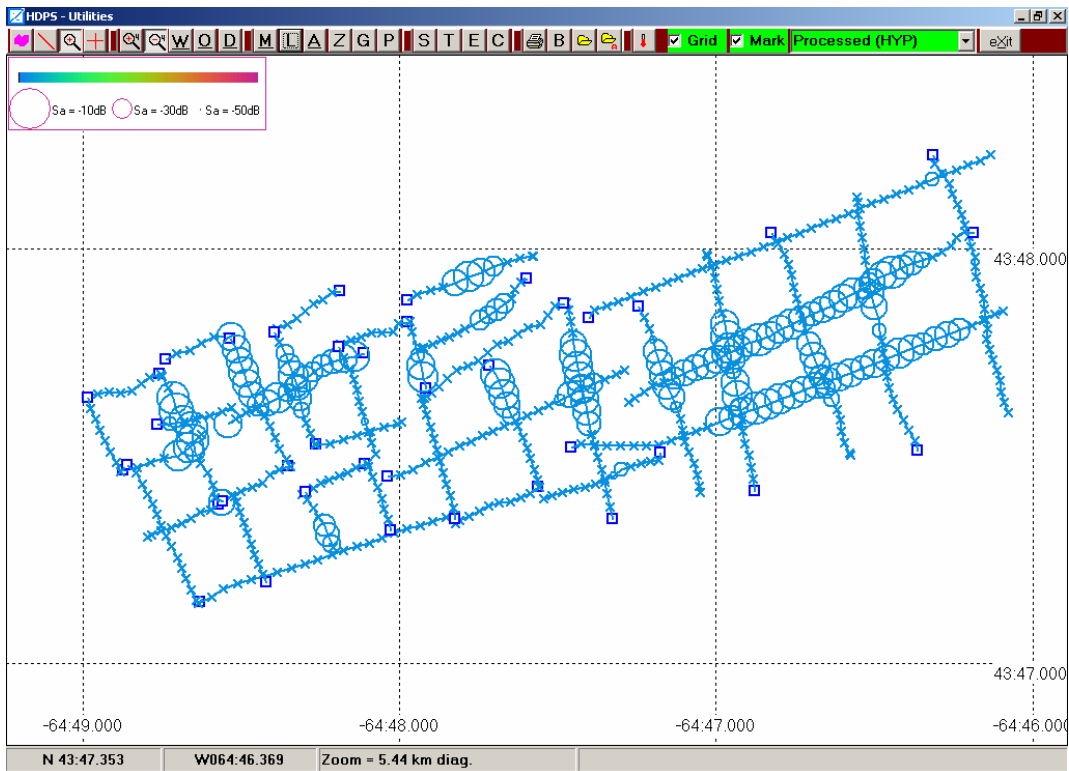 HDPS - Utilities
W O D M L A Z G P S T E C B Grid Mark Processed (HYP) eXit
Sa = -10dB Sa = -30dB Sa = -50dB
43:48.000
43:47.000
-64:49.000 -64:48.000 -64:47.000 -64:46.000
N 43:47.353 W064:46.369 Zoom = 5.44 km diag.